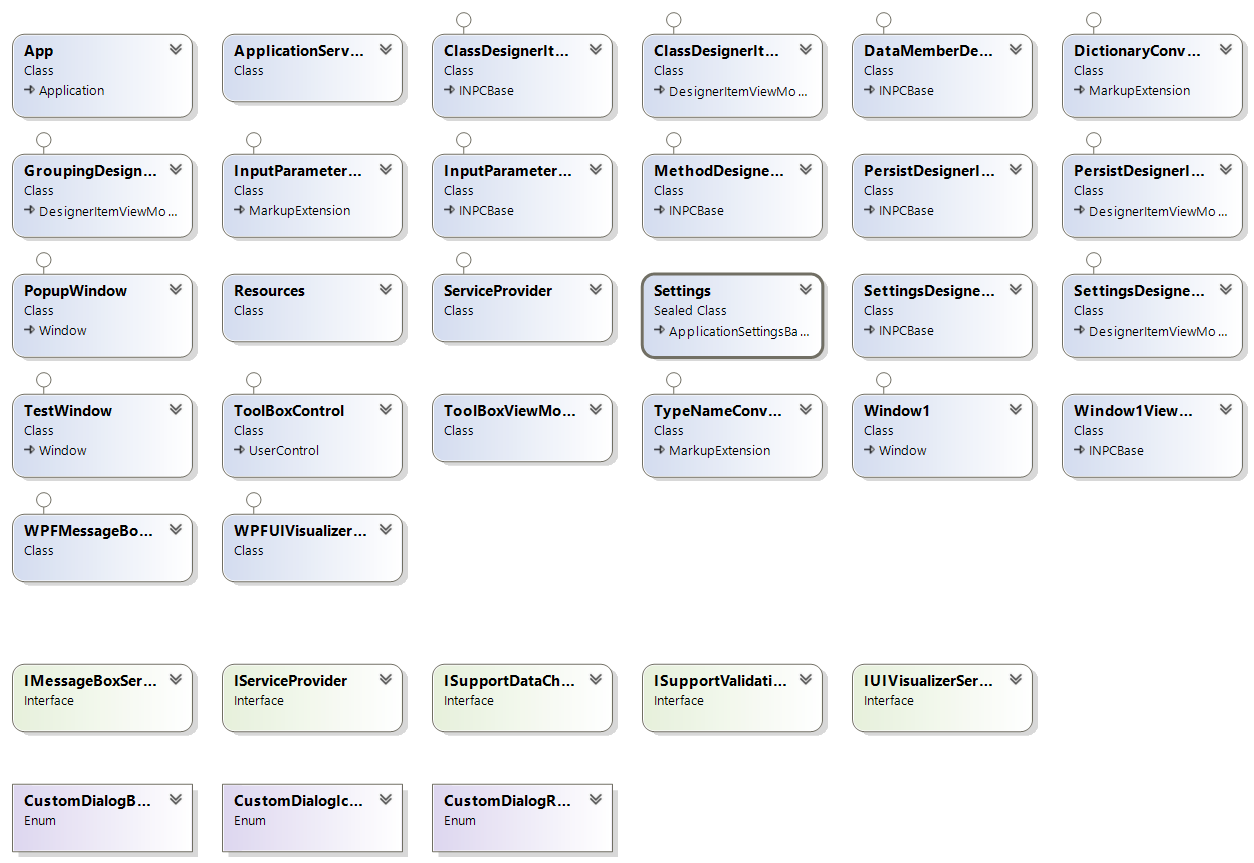 App
Class
Application
ApplicationServ...
Class
ClassDesignerIt...
Class
INPCBase
ClassDesignerIt...
Class
DesignerItemViewMo...
DataMemberDe...
Class
INPCBase
DictionaryConv...
Class
MarkupExtension
GroupingDesign...
Class
DesignerItemViewMo...
InputParameter...
Class
MarkupExtension
InputParameter...
Class
INPCBase
MethodDesigne...
Class
INPCBase
PersistDesignerI...
Class
INPCBase
PersistDesignerI...
Class
DesignerItemViewMo...
PopupWindow
Class
Window
Resources
Class
ServiceProvider
Class
Settings
Sealed Class
ApplicationSettingsBa...
SettingsDesigne...
Class
INPCBase
SettingsDesigne...
Class
DesignerItemViewMo...
TestWindow
Class
Window
ToolBoxControl
Class
UserControl
ToolBoxViewMo...
Class
TypeNameConv...
Class
MarkupExtension
Window1
Class
Window
Window1View...
Class
INPCBase
WPFMessageBo...
Class
WPFUIVisualizer...
Class
IMessageBoxSer...
Interface
IServiceProvider
Interface
ISupportDataCh...
Interface
ISupportValidati...
Interface
IUIVisualizerSer...
Interface
CustomDialogB...
Enum
CustomDialogIc...
Enum
CustomDialogR...
Enum